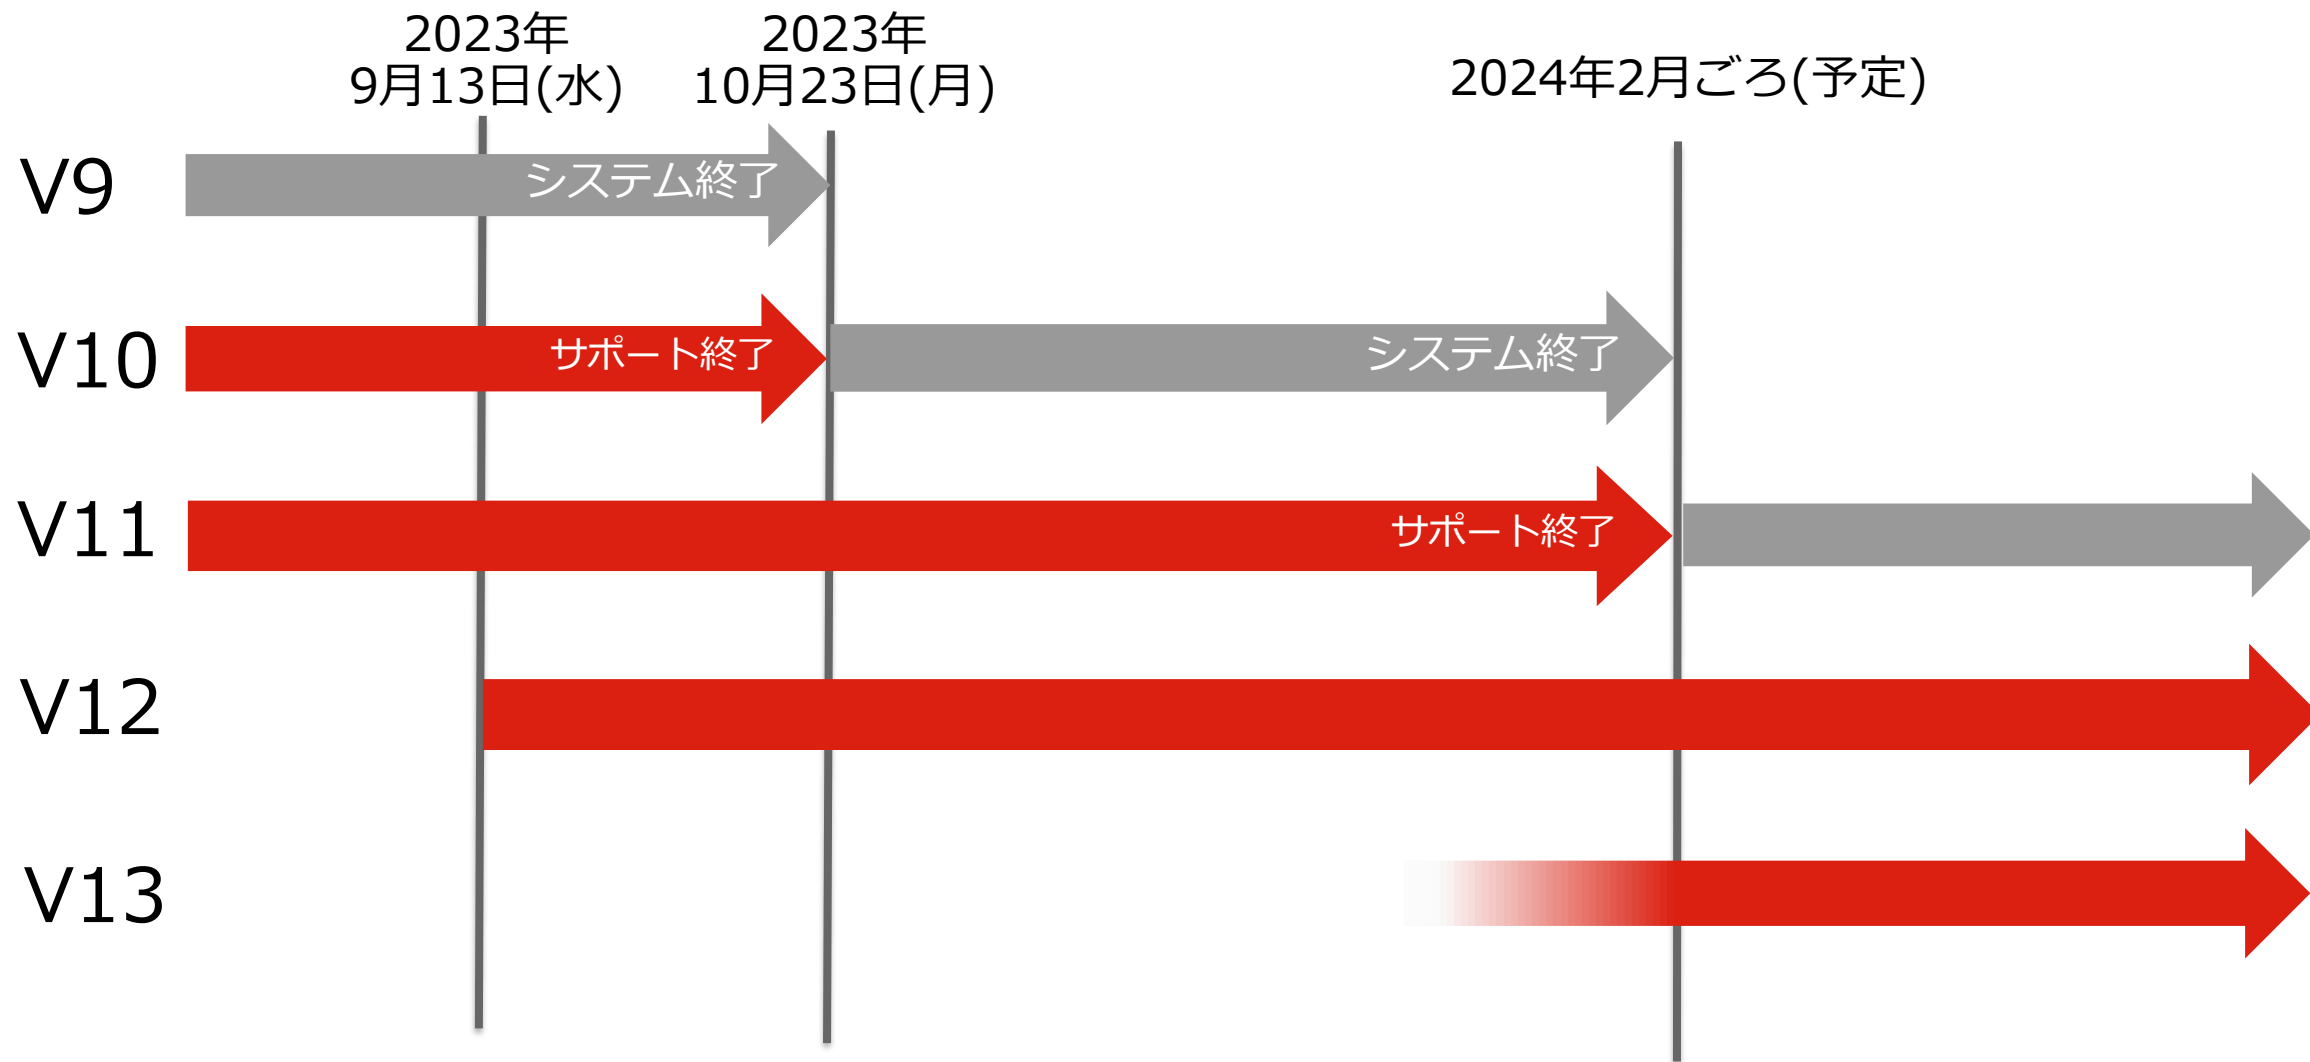 2023年
9月13日(水)
2023年
10月23日(月)
2024年2月ごろ(予定)
V9
システム終了
V10
サポート終了
システム終了
V11
サポート終了
V12
V13